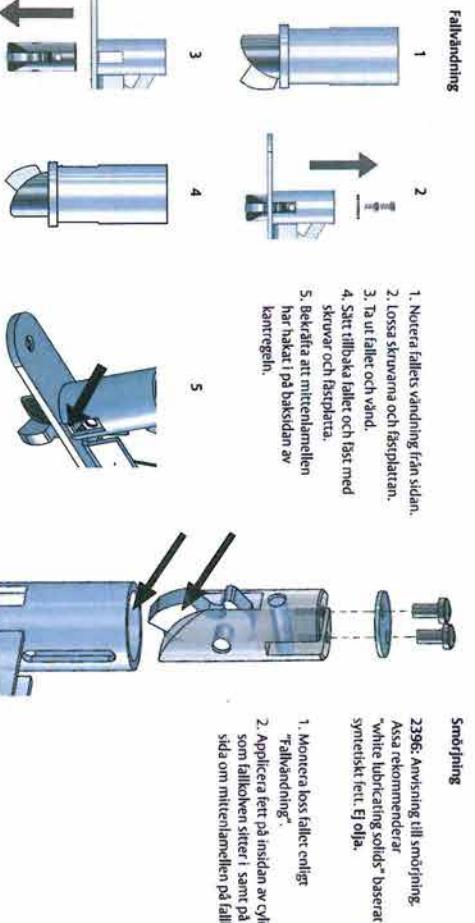 Fallvändning
1
2
3
4
5
1. Notera fallets vändning från sidan.
2. Lossa skruvarna och fästplattan.
3. Ta ut fallet och vänd.
4. Sätt tillbaka fallet och fäst med
skruvar och fästplatta.
5. Bekräfta att mittenlamellen
har hakat i på baksidan av
kantregeln.
Smörjning
2396: Anvisning till smörjning.
Assa rekommenderar
"white lubricating solids" baserat
syntetiskt fett. Ej olja.
1. Montera loss fallet enligt
"Fallvändning".
2. Applicera fett på insidan av
som fallkolven sitter i samt på
sida om mittenlamellen på